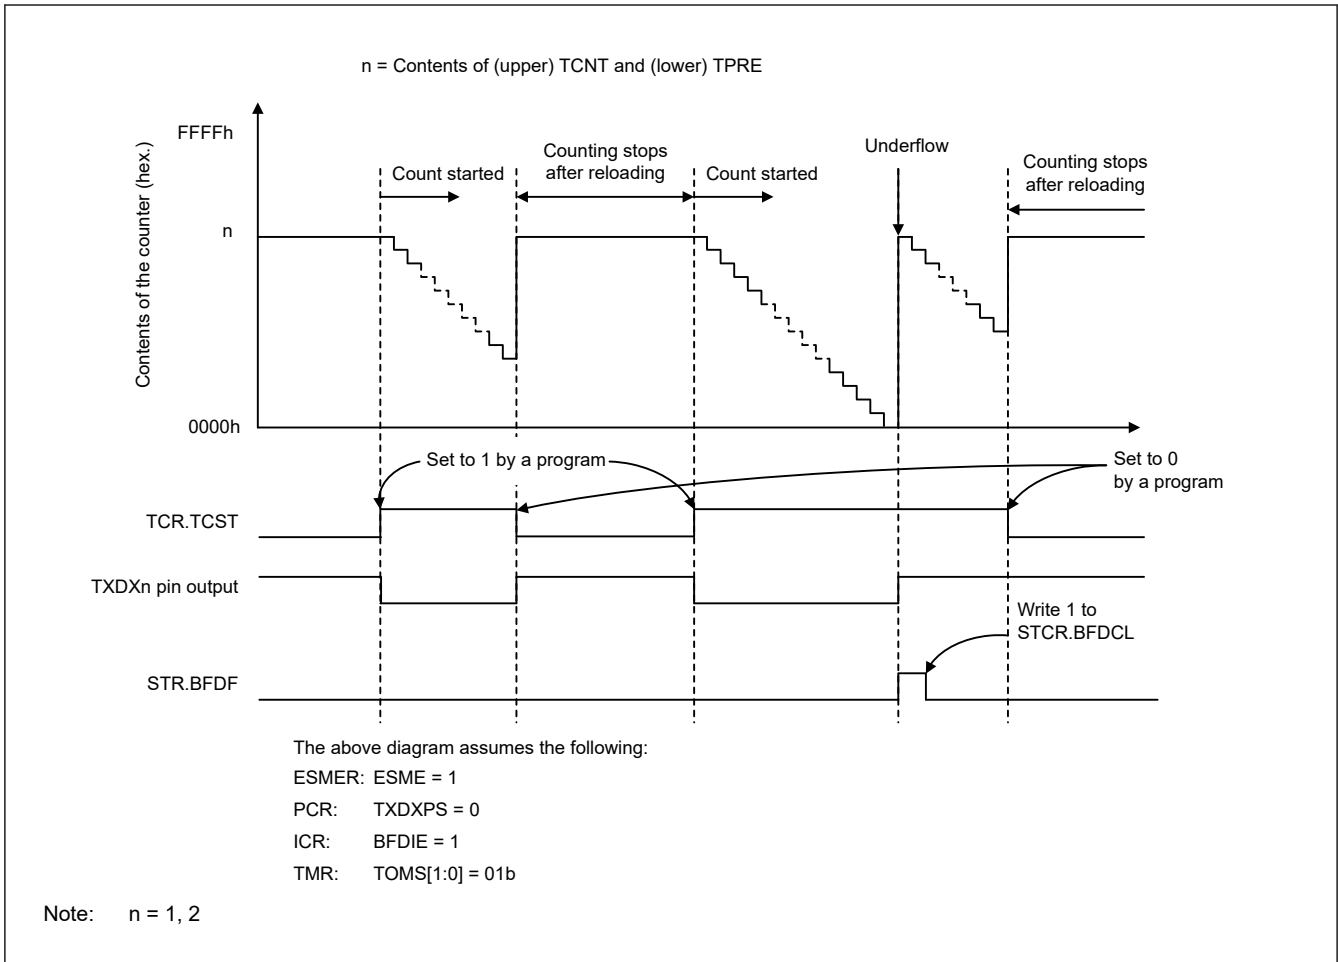 n = Contents of (upper) TCNT and (lower) TPRE
FFFFh
Contents of the counter (hex.)
n
0000h
Count started
Counting stops
after reloading
Count started
Underflow
Counting stops
after reloading
Set to 1 by a program
Set to 0
by a program
TCR.TCST
TXDXn pin output
Write 1 to
STCR.BFDCL
STR.BFDF
The above diagram assumes the following:
ESMER: ESME = 1
PCR: TXDXPS = 0
ICR: BFDIE = 1
TMR: TOMS[1:0] = 01b
Note: n = 1, 2